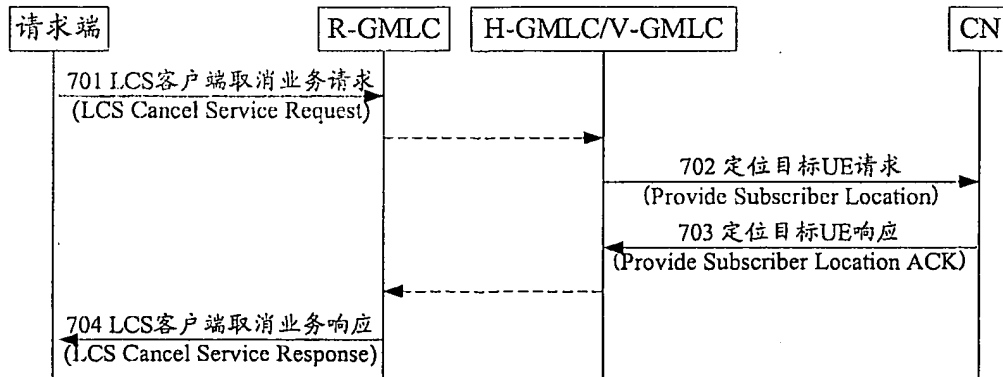 请求端
R-GMLC
H-GMLC/V-GMLC
CN
701 LCS客户端取消业务请求
(LCS Cancel Service Request)
702 定位目标UE请求
(Provide Subscriber Location)
703 定位目标UE响应
(Provide Subscriber Location ACK)
704 LCS客户端取消业务响应
(LCS Cancel Service Response)